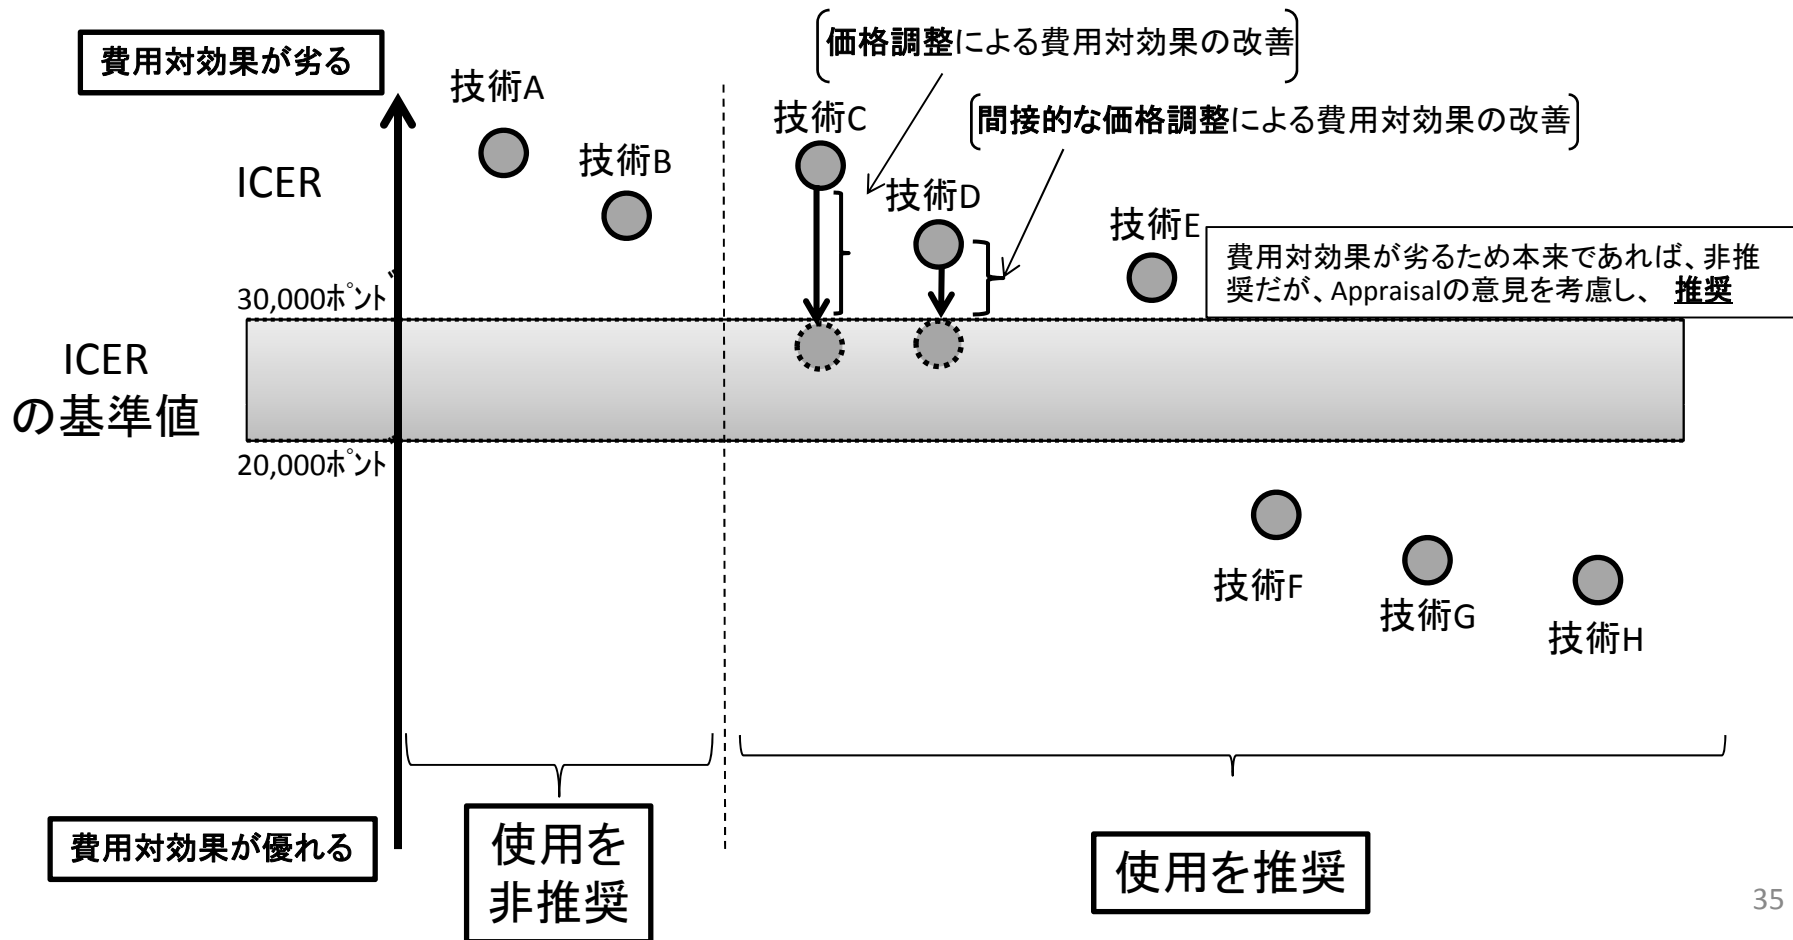 価格調整による費用対効果の改善
費用対効果が劣る
技術A
間接的な価格調整による費用対効果の改善
技術C
技術B
ICER
技術D
技術E
費用対効果が劣るため本来であれば、非推
奨だが、Appraisalの意見を考慮し、 推奨
30,000ﾎﾟﾝﾄﾞ
ICER
の基準値
20,000ﾎﾟﾝﾄﾞ
技術F
技術G
技術H
費用対効果が優れる
使用を
非推奨
使用を推奨
35